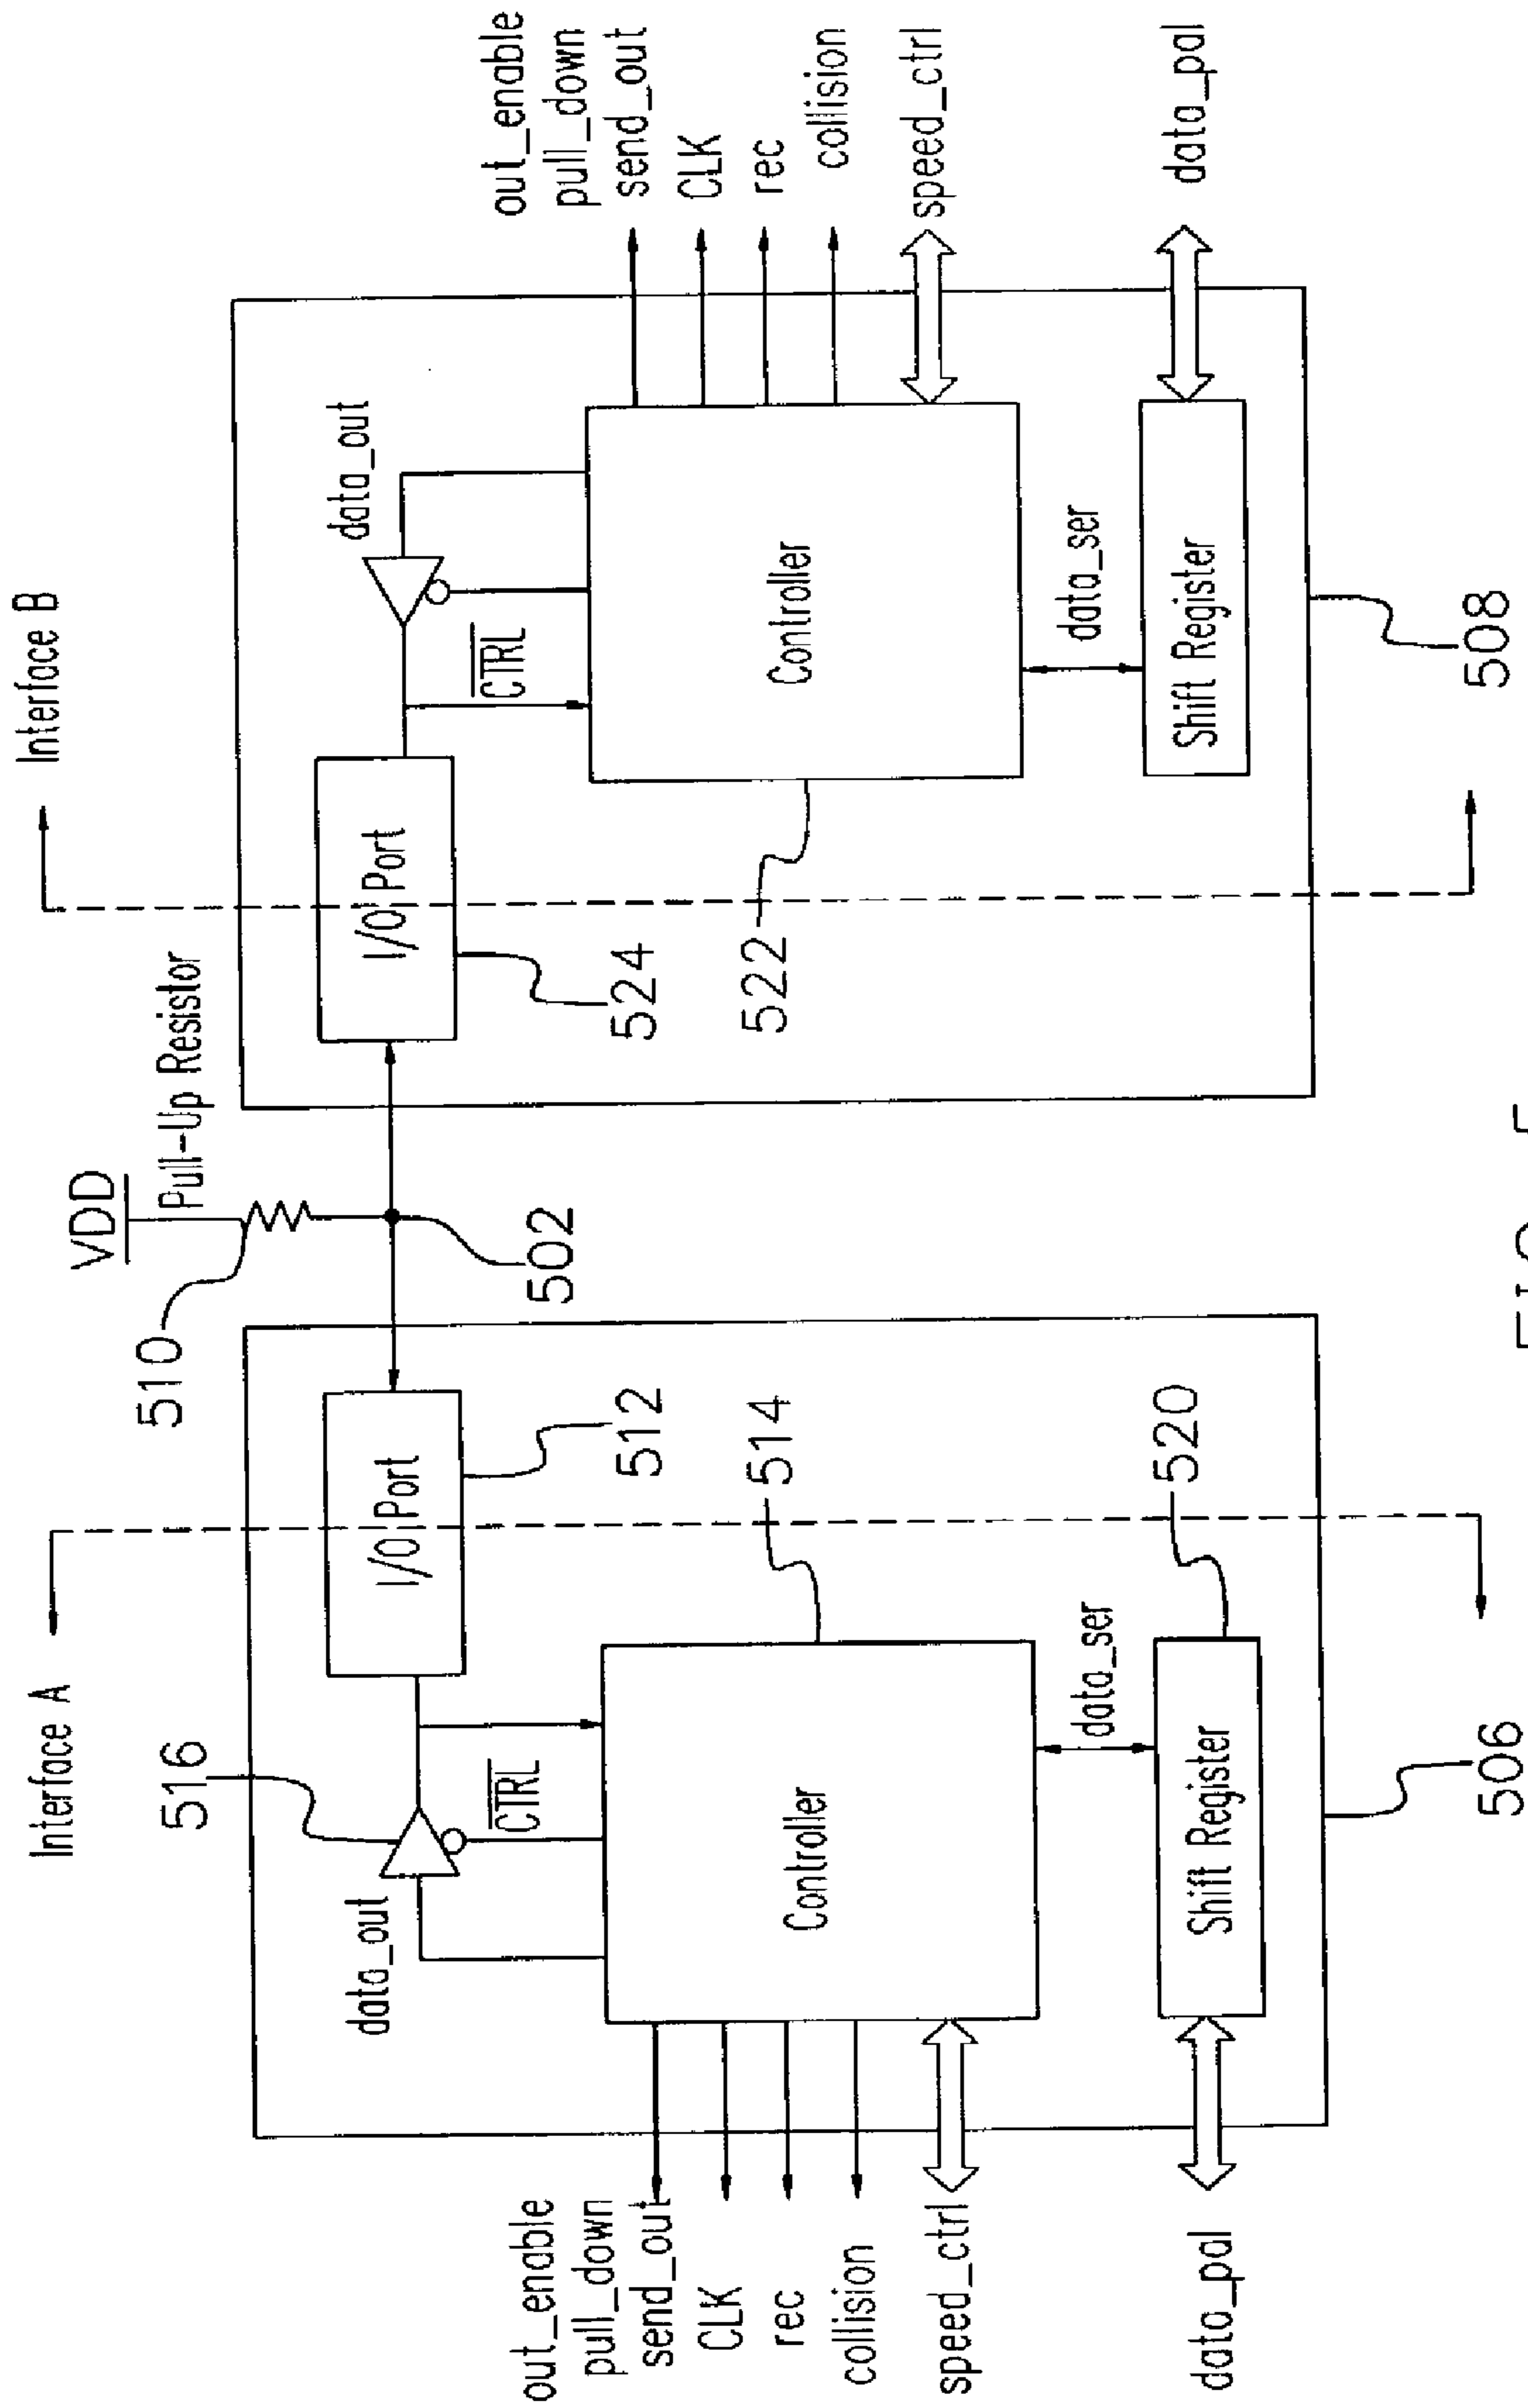 Interface A
Interface B
VDD
Pull-Up Resistor
510
516
data_out
CTRL
I/O Port
512
502
I/O Port
524
CTRL
data_out
out_enable
pull_down
send_out
CLK
rec
collision
speed_ctrl
Controller
514
522
Controller
out_enable
pull_down
send_out
CLK
rec
collision
speed_ctrl
data_ser
520
data_ser
data_pal
Shift Register
Shift Register
data_pal
506
508